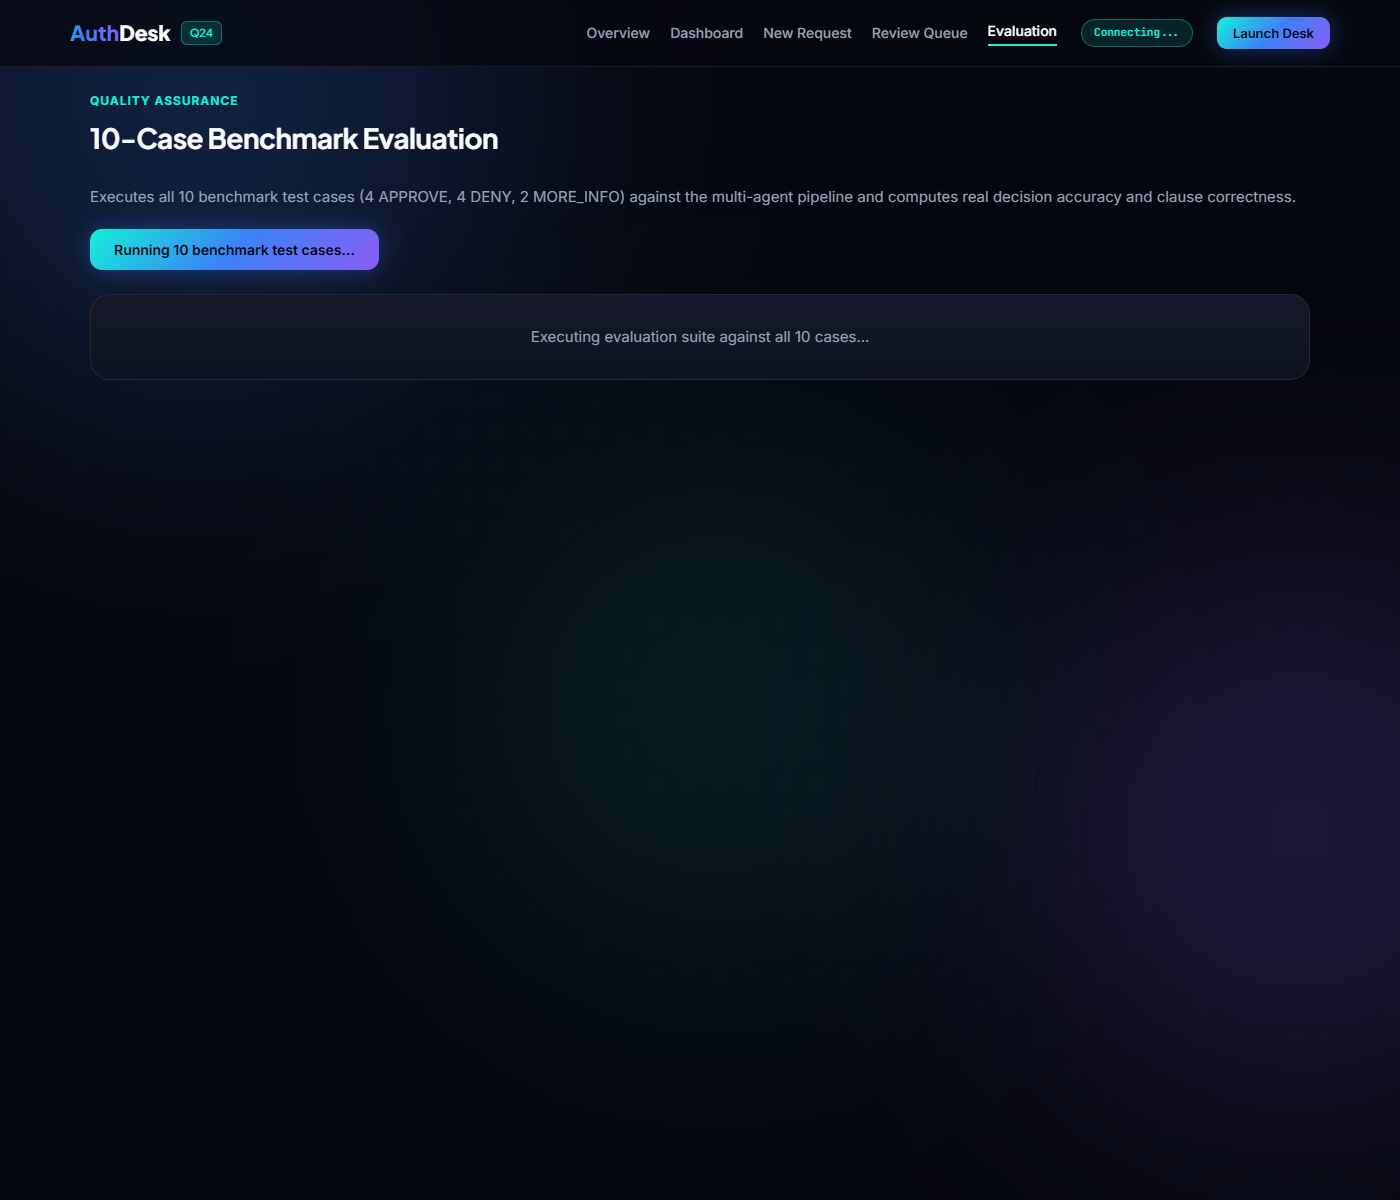 AuthDesk Q24 Overview Dashboard New Request Review Queue Evaluation Connecting... Launch Desk
QUALITY ASSURANCE
10-Case Benchmark Evaluation
Executes all 10 benchmark test cases (4 APPROVE, 4 DENY, 2 MORE_INFO) against the multi-agent pipeline and computes real decision accuracy and clause correctness.
Running 10 benchmark test cases...
Executing evaluation suite against all 10 cases...